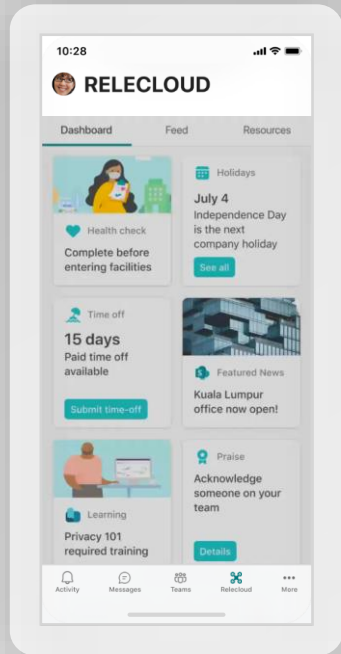 10:28
RELECLOUD
Dashboard
Feed
Resources
Health check
Complete before
entering facilities
Holidays
July 4
Independence Day
is the next
company holiday
See all
Time off
15 days
Paid time off
available
Submit time-off
Featured News
Kuala Lumpur
office now open!
Learning
Privacy 101
required training
Praise
Acknowledge
someone on your
team
Details
Activity
Messages
Teams
Relecloud
More